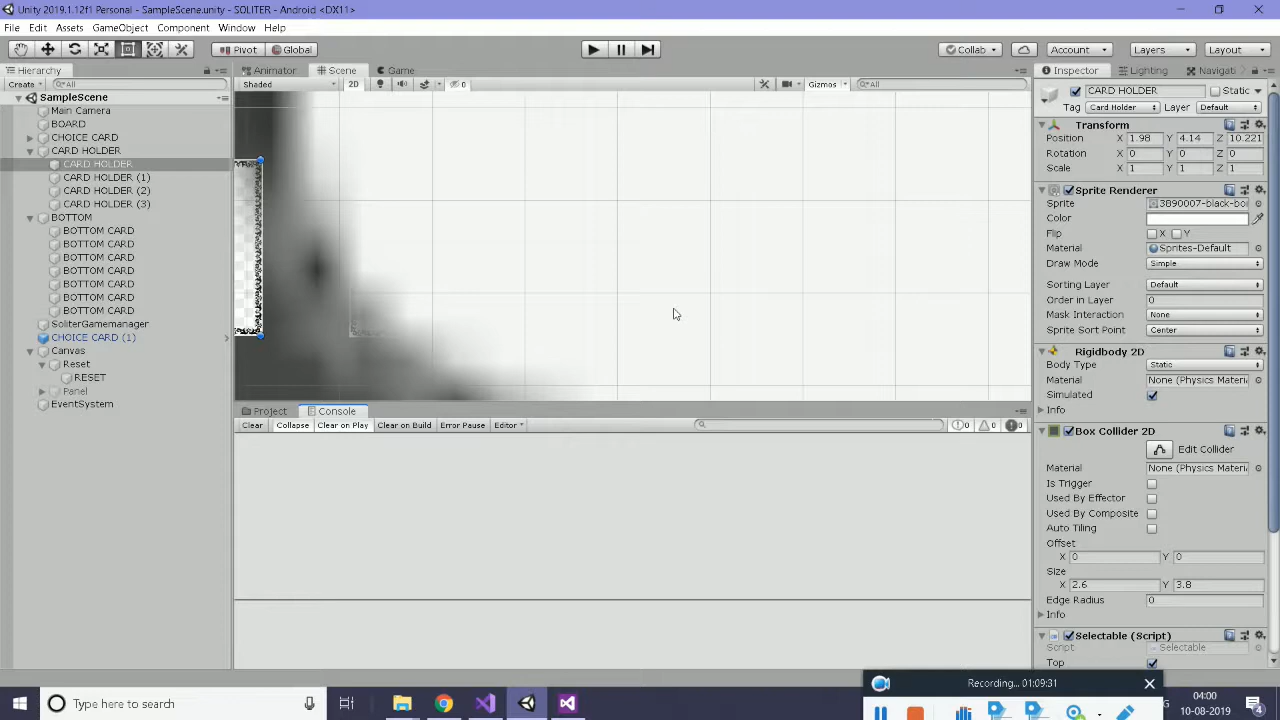 Unity 2019.1.12f1 Personal - SampleScene.unity - SOLITER - Android <DX11>
File Edit Assets GameObject Component Window Help
Pivot Global Collab Account Layers Layout
Hierarchy Animator Scene Game Inspector Lighting Navigati
Create All Shaded 2D 0 Gizmos All CARD HOLDER Static
SampleScene Tag Card Holder Layer Default
Main Camera
BOARD Transform
CHOICE CARD Position X 1.98 Y 4.14 Z 10.221
CARD HOLDER Rotation X 0 Y 0 Z 0
CARD HOLDER Scale X 1 Y 1 Z 1
CARD HOLDER (1)
CARD HOLDER (2) Sprite Renderer
CARD HOLDER (3) Sprite 3890007-black-bo
BOTTOM Color
BOTTOM CARD Flip X Y
BOTTOM CARD Material Sprites-Default
BOTTOM CARD Draw Mode Simple
BOTTOM CARD Sorting Layer Default
BOTTOM CARD Order in Layer 0
BOTTOM CARD Mask Interaction None
BOTTOM CARD Sprite Sort Point Center
SoliterGamemanager
CHOICE CARD (1)
Canvas Rigidbody 2D
Reset Body Type Static
RESET Material None (Physics Materi
Panel Simulated
EventSystem Info
Project Console
Clear Collapse Clear on Play Clear on Build Error Pause Editor 0 0 0
Box Collider 2D
Edit Collider
Material None (Physics Materi
Is Trigger
Used By Effector
Used By Composite
Auto Tiling
Offset
X 0 Y 0
Size
X 2.6 Y 3.8
Edge Radius 0
Info
Selectable (Script)
Script Selectable
Top
Recording... 01:09:31
Type here to search
04:00
10-08-2019
4